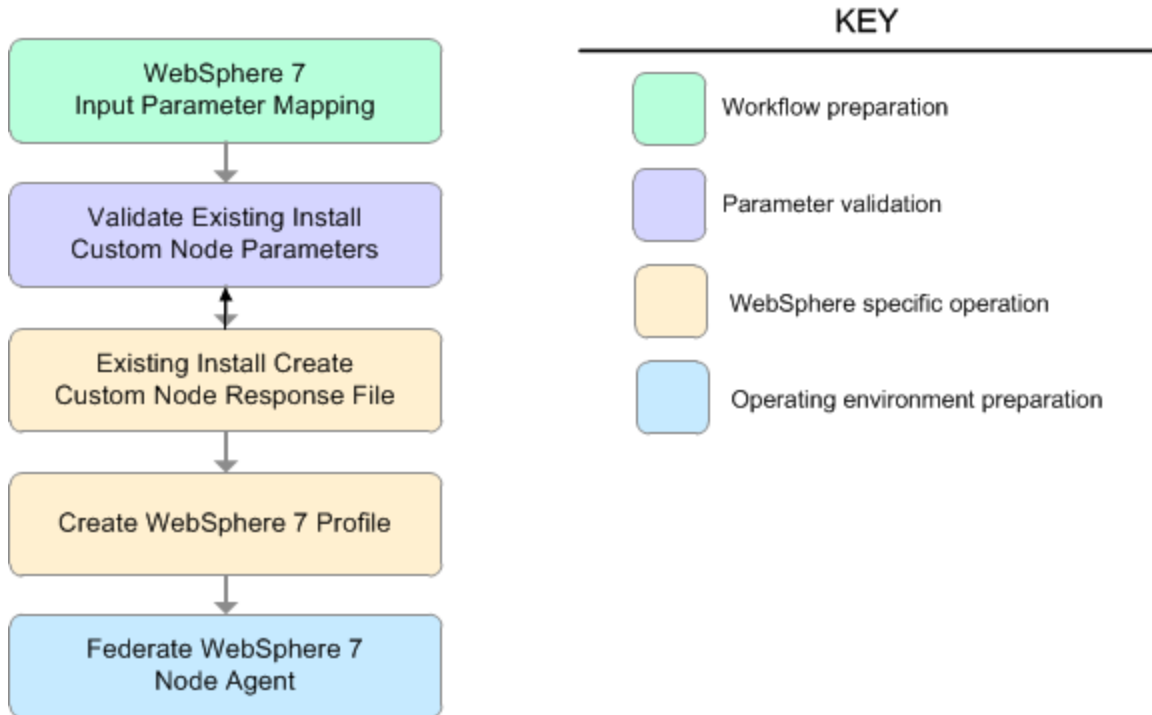 WebSphere 7
Input Parameter Mapping
Validate Existing Install
Custom Node Parameters
Existing Install Create
Custom Node Response File
Create WebSphere 7 Profile
Federate WebSphere 7
Node Agent
KEY
Workflow preparation
Parameter validation
WebSphere specific operation
Operating environment preparation